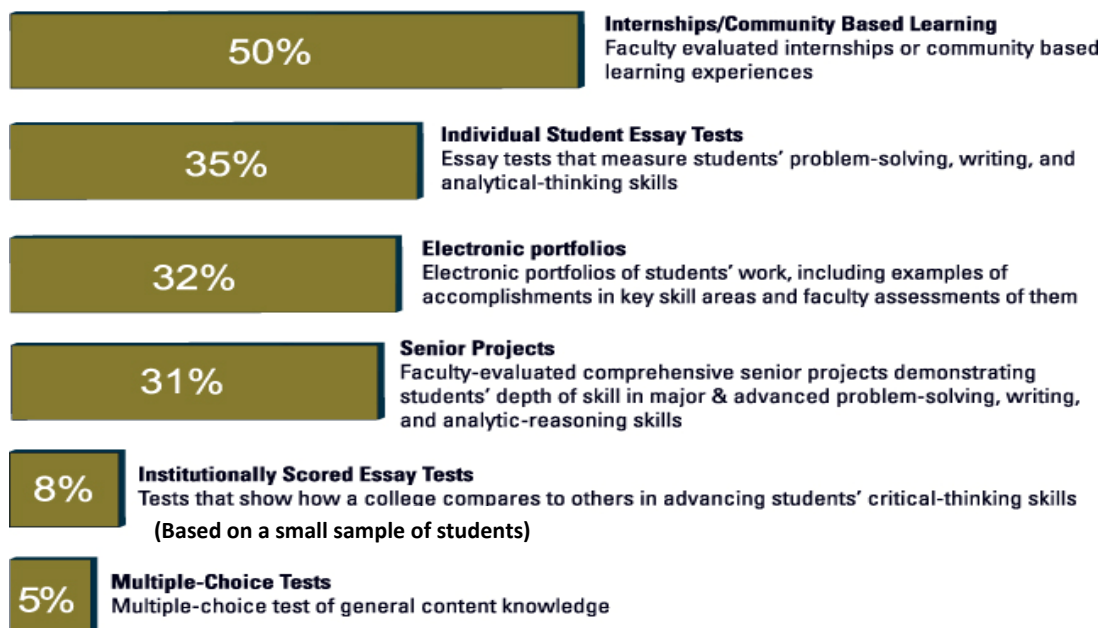 50%
Internships/Community Based Learning
Faculty evaluated internships or community based
learning experiences
35%
Individual Student Essay Tests
Essay tests that measure students’ problem-solving, writing, and
analytical-thinking skills
32%
Electronic portfolios
Electronic portfolios of students’ work, including examples of
accomplishments in key skill areas and faculty assessments of them
31%
Senior Projects
Faculty-evaluated comprehensive senior projects demonstrating
students’ depth of skill in major & advanced problem-solving, writing,
and analytic-reasoning skills
8%
Institutionally Scored Essay Tests
Tests that show how a college compares to others in advancing students’ critical-thinking skills
(Based on a small sample of students)
5%
Multiple-Choice Tests
Multiple-choice test of general content knowledge